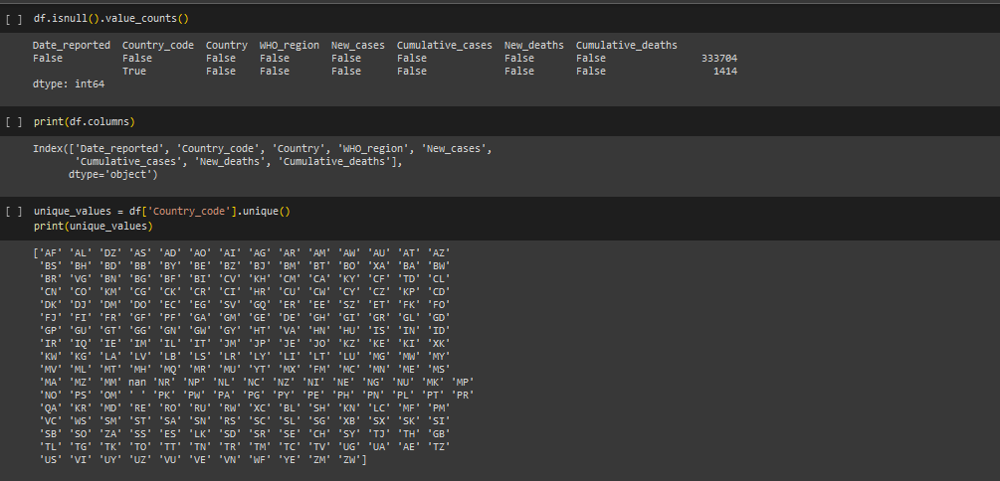 [ ] df.isnull().value_counts()
Date_reported Country_code Country WHO_region New_cases Cumulative_cases New_deaths Cumulative_deaths
False False False False False False False False 333704
True False False False False False False 1414
dtype: int64
[ ] print(df.columns)
Index(['Date_reported', 'Country_code', 'Country', 'WHO_region', 'New_cases',
'Cumulative_cases', 'New_deaths', 'Cumulative_deaths'],
dtype='object')
[ ] unique_values = df['Country_code'].unique()
print(unique_values)
['AF' 'AL' 'DZ' 'AS' 'AD' 'AO' 'AI' 'AG' 'AR' 'AM' 'AW' 'AU' 'AT' 'AZ'
'BS' 'BH' 'BD' 'BB' 'BY' 'BE' 'BZ' 'BJ' 'BM' 'BT' 'BO' 'XA' 'BA' 'BW'
'BR' 'VG' 'BN' 'BG' 'BF' 'BI' 'CV' 'KH' 'CM' 'CA' 'KY' 'CF' 'TD' 'CL'
'CN' 'CO' 'KM' 'CG' 'CK' 'CR' 'CI' 'HR' 'CU' 'CW' 'CY' 'CZ' 'KP' 'CD'
'DK' 'DJ' 'DM' 'DO' 'EC' 'EG' 'SV' 'GQ' 'ER' 'EE' 'SZ' 'ET' 'FK' 'FO'
'FJ' 'FI' 'FR' 'GF' 'PF' 'GA' 'GM' 'GE' 'DE' 'GH' 'GI' 'GR' 'GL' 'GD'
'GP' 'GU' 'GT' 'GG' 'GN' 'GW' 'GY' 'HT' 'VA' 'HN' 'HU' 'IS' 'IN' 'ID'
'IR' 'IQ' 'IE' 'IM' 'IL' 'IT' 'JM' 'JP' 'JE' 'JO' 'KZ' 'KE' 'KI' 'XK'
'KW' 'KG' 'LA' 'LV' 'LB' 'LS' 'LR' 'LY' 'LI' 'LT' 'LU' 'MG' 'MW' 'MY'
'MV' 'ML' 'MT' 'MH' 'MQ' 'MR' 'MU' 'YT' 'MX' 'FM' 'MC' 'MN' 'ME' 'MS'
'MA' 'MZ' 'MM' nan 'NR' 'NP' 'NL' 'NC' 'NZ' 'NI' 'NE' 'NG' 'NU' 'MK' 'MP'
'NO' 'PS' 'OM' ' ' 'PK' 'PW' 'PA' 'PG' 'PY' 'PE' 'PH' 'PN' 'PL' 'PT' 'PR'
'QA' 'KR' 'MD' 'RE' 'RO' 'RU' 'RW' 'XC' 'BL' 'SH' 'KN' 'LC' 'MF' 'PM'
'VC' 'WS' 'SM' 'ST' 'SA' 'SN' 'RS' 'SC' 'SL' 'SG' 'XB' 'SX' 'SK' 'SI'
'SB' 'SO' 'ZA' 'SS' 'ES' 'LK' 'SD' 'SR' 'SE' 'CH' 'SY' 'TJ' 'TH' 'GB'
'TL' 'TG' 'TK' 'TO' 'TT' 'TN' 'TR' 'TM' 'TC' 'TV' 'UG' 'UA' 'AE' 'TZ'
'US' 'VI' 'UY' 'UZ' 'VU' 'VE' 'VN' 'WF' 'YE' 'ZM' 'ZW']